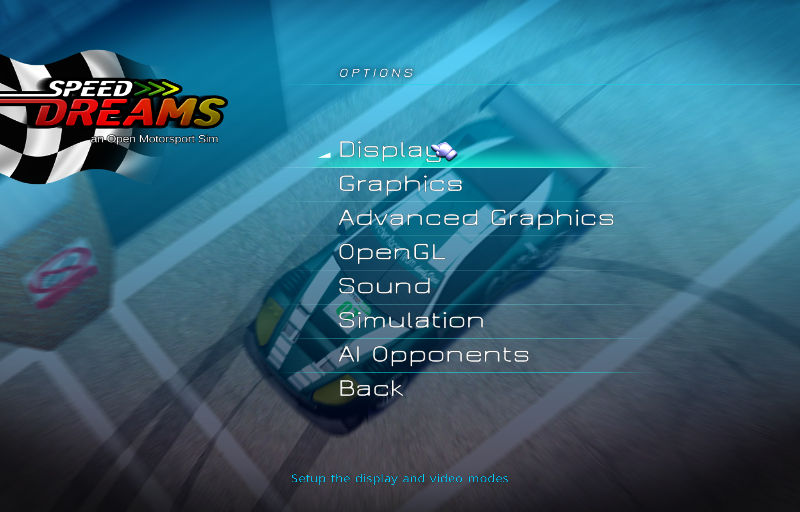 OPTIONS
SPEED
DREAMS
an Open Motorsport Sim
Display
Graphics
Advanced Graphics
OpenGL
Sound
Simulation
AI Opponents
Back
Setup the display and video modes